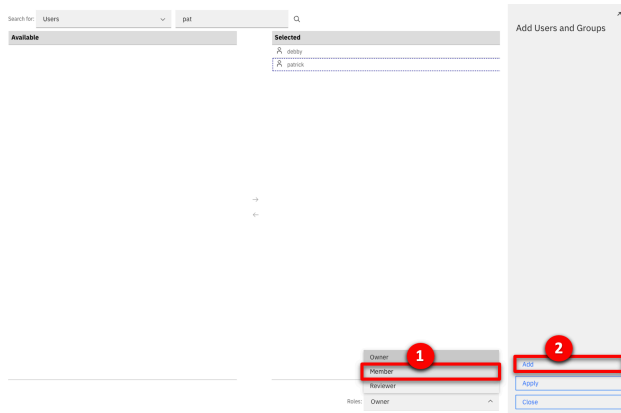 Search for: Users pat
Add Users and Groups
Available Selected
debby
patrick
Owner 1
Member
Reviewer
Roles: Owner
2
Add
Apply
Close